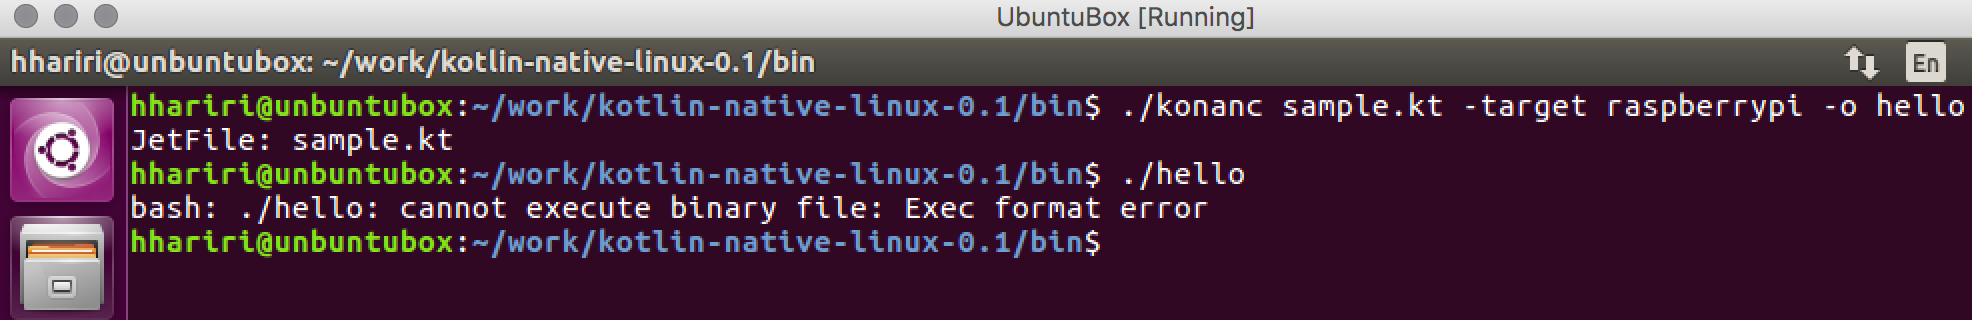 UbuntuBox [Running]
hhariri@unbuntubox: ~/work/kotlin-native-linux-0.1/bin
En
hhariri@unbuntubox:~/work/kotlin-native-linux-0.1/bin$ ./konanc sample.kt -target raspberrypi -o hello
JetFile: sample.kt
hhariri@unbuntubox:~/work/kotlin-native-linux-0.1/bin$ ./hello
bash: ./hello: cannot execute binary file: Exec format error
hhariri@unbuntubox:~/work/kotlin-native-linux-0.1/bin$